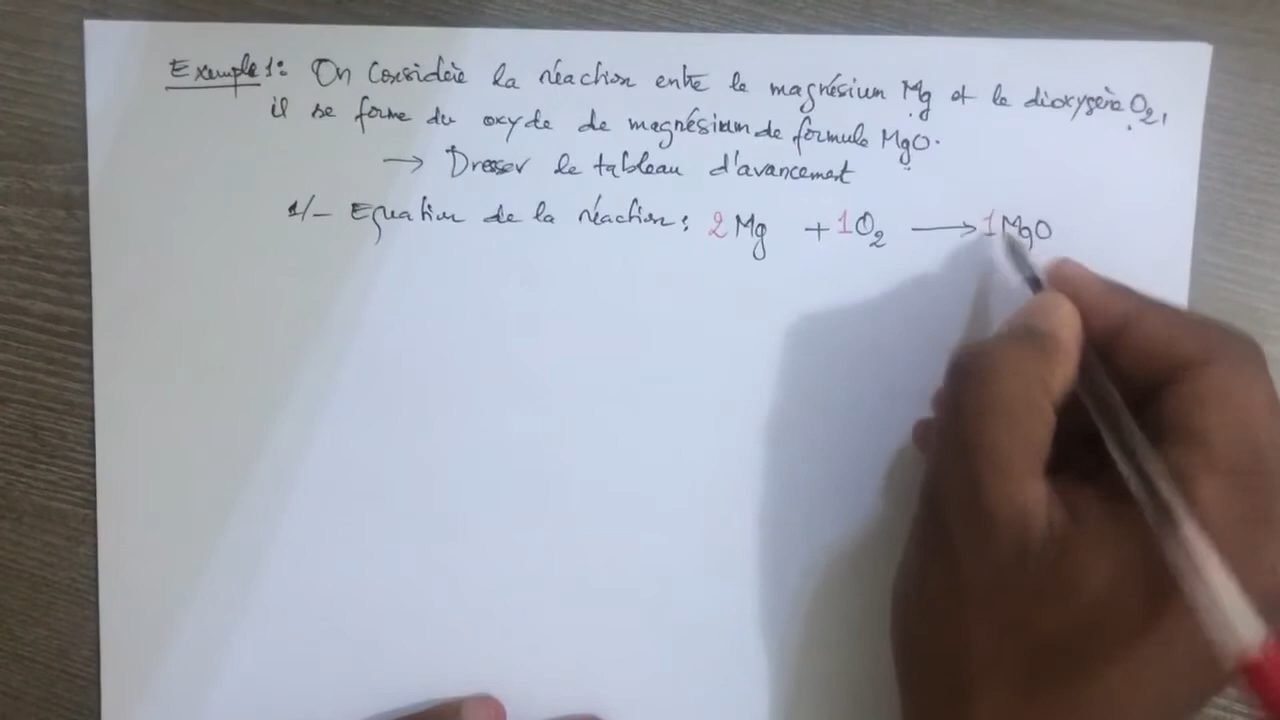 Exemple 1: On Considère la réaction entre le magnésium Mg et le dioxygène O2,
il se forme du oxyde de magnésium de formule MgO.
→ Dresser le tableau d'avancement
1/- Equation de la réaction: 2 Mg + 1 O2 → 1 MgO